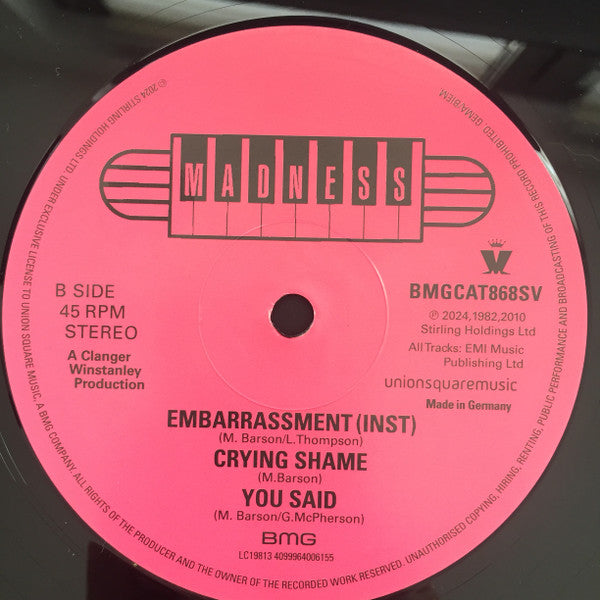 MADNESS
B SIDE
45 RPM
STEREO
A Clanger
Winstanley
Production
BMGCAT868SV
℗ 2024,1982,2010
Stirling Holdings Ltd
All Tracks: EMI Music
Publishing Ltd
unionsquaremusic
Made in Germany
EMBARRASSMENT (INST)
(M. Barson/L.Thompson)
CRYING SHAME
(M.Barson)
YOU SAID
(M. Barson/G.McPherson)
BMG
LC19813 4099964006155
© 2024 STIRLING HOLDINGS LTD. UNDER EXCLUSIVE LICENSE TO UNION SQUARE MUSIC, A BMG COMPANY. ALL RIGHTS OF THE PRODUCER AND THE OWNER OF THE RECORDED WORK RESERVED. UNAUTHORISED COPYING, HIRING, RENTING, PUBLIC PERFORMANCE AND BROADCASTING OF THIS RECORD PROHIBITED. GEMA/BIEM